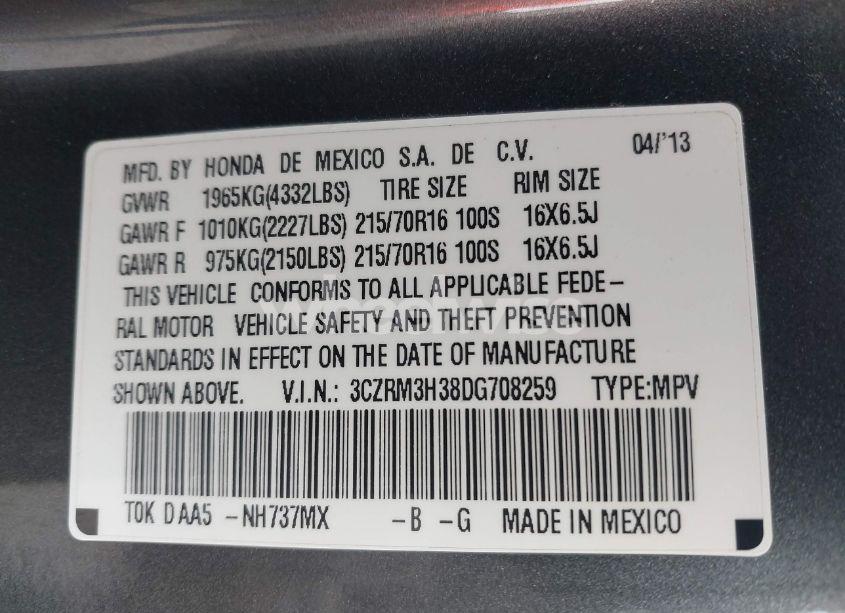 MFD. BY HONDA DE MEXICO S.A. DE C.V. 04/'13
GVWR 1965KG(4332LBS) TIRE SIZE RIM SIZE
GAWR F 1010KG(2227LBS) 215/70R16 100S 16X6.5J
GAWR R 975KG(2150LBS) 215/70R16 100S 16X6.5J
THIS VEHICLE CONFORMS TO ALL APPLICABLE FEDE-
RAL MOTOR VEHICLE SAFETY AND THEFT PREVENTION
STANDARDS IN EFFECT ON THE DATE OF MANUFACTURE
SHOWN ABOVE. V.I.N.: 3CZRM3H38DG708259 TYPE:MPV
T0K D AA5 -NH737MX -B -G MADE IN MEXICO